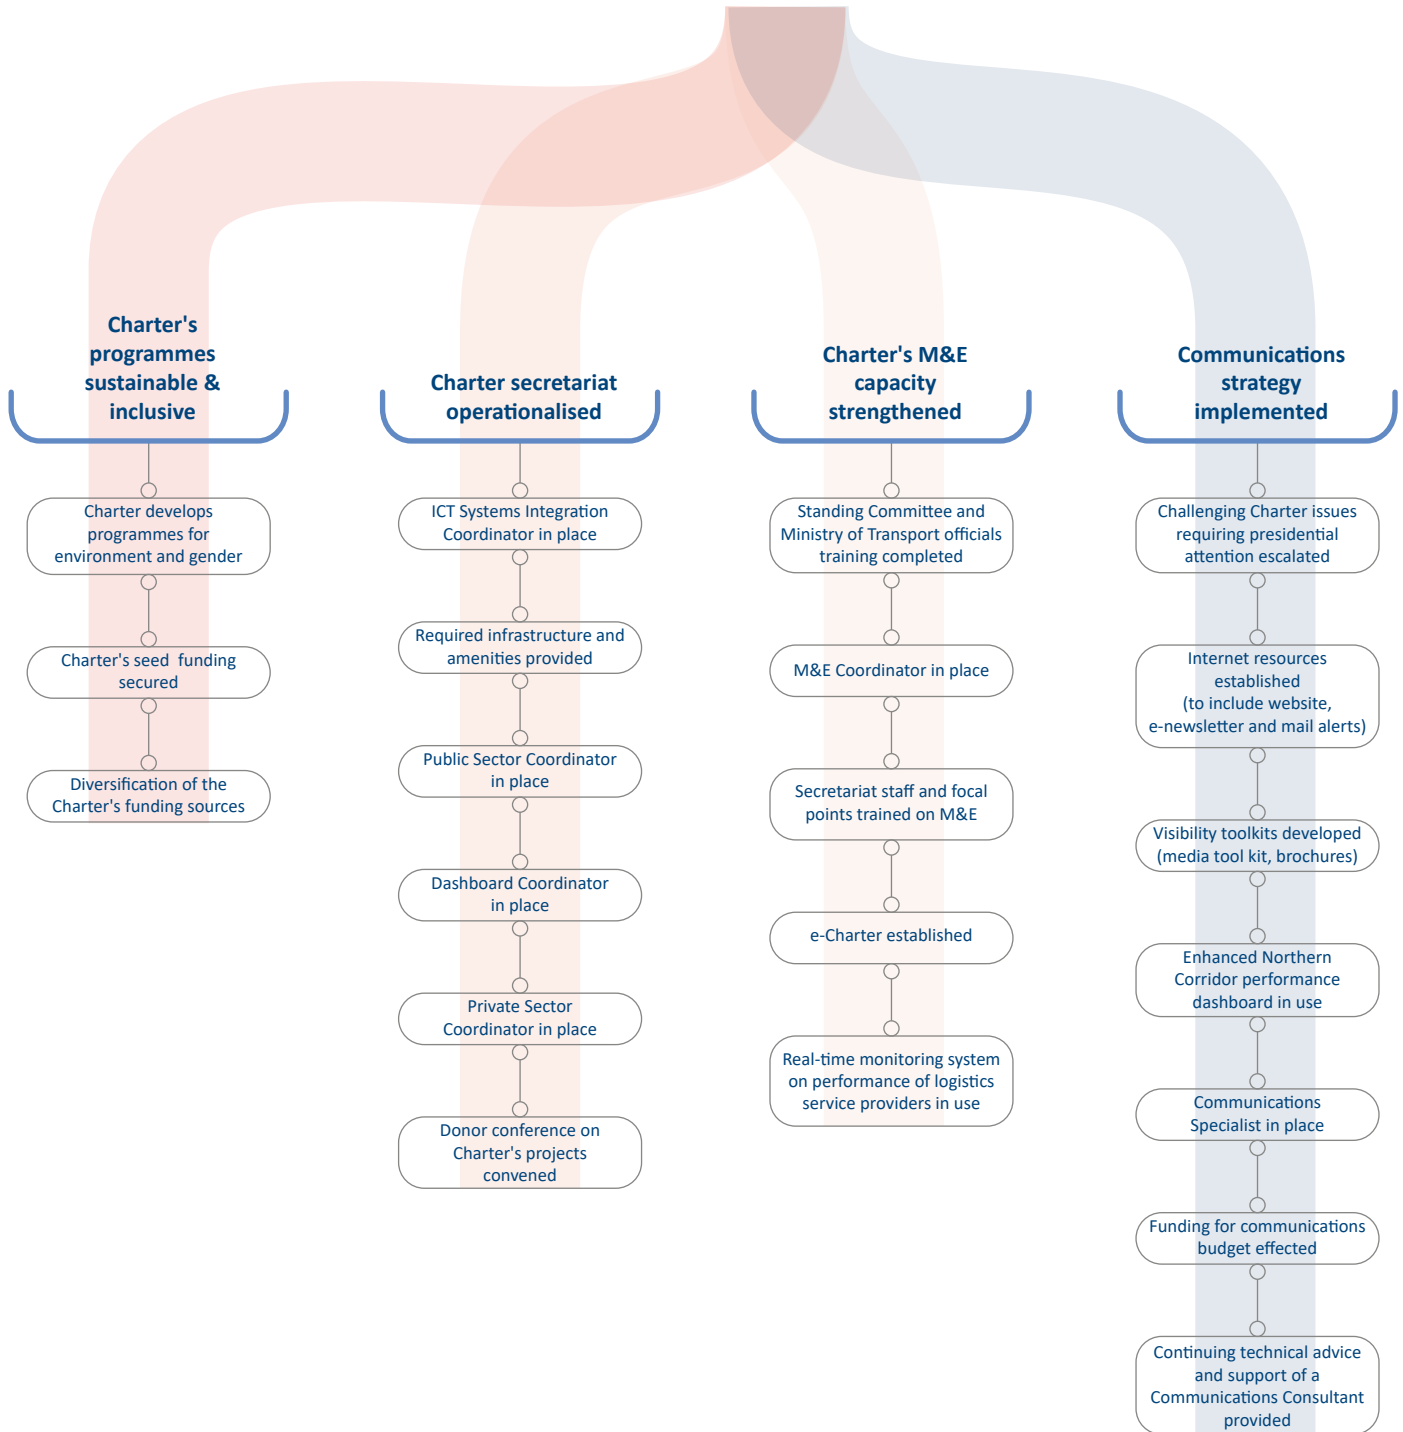 Charter's
programmes
sustainable &
inclusive
Charter develops
programmes for
environment and gender
Charter's seed  funding
secured
Diversification of the
Charter's funding sources
Charter secretariat
operationalised
ICT Systems Integration
Coordinator in place
Required infrastructure and
amenities provided
Public Sector Coordinator
in place
Dashboard Coordinator
in place
Private Sector
Coordinator in place
Donor conference on
Charter's projects
convened
Charter's M&E
capacity
strengthened
Standing Committee and
Ministry of Transport officials
training completed
M&E Coordinator in place
Secretariat staff and focal
points trained on M&E
e-Charter established
Real-time monitoring system
on performance of logistics
service providers in use
Communications
strategy
implemented
Challenging Charter issues
requiring presidential
attention escalated
Internet resources
established
(to include website,
e-newsletter and mail alerts)
Visibility toolkits developed
(media tool kit, brochures)
Enhanced Northern
Corridor performance
dashboard in use
Communications
Specialist in place
Funding for communications
budget effected
Continuing technical advice
and support of a
Communications Consultant
provided